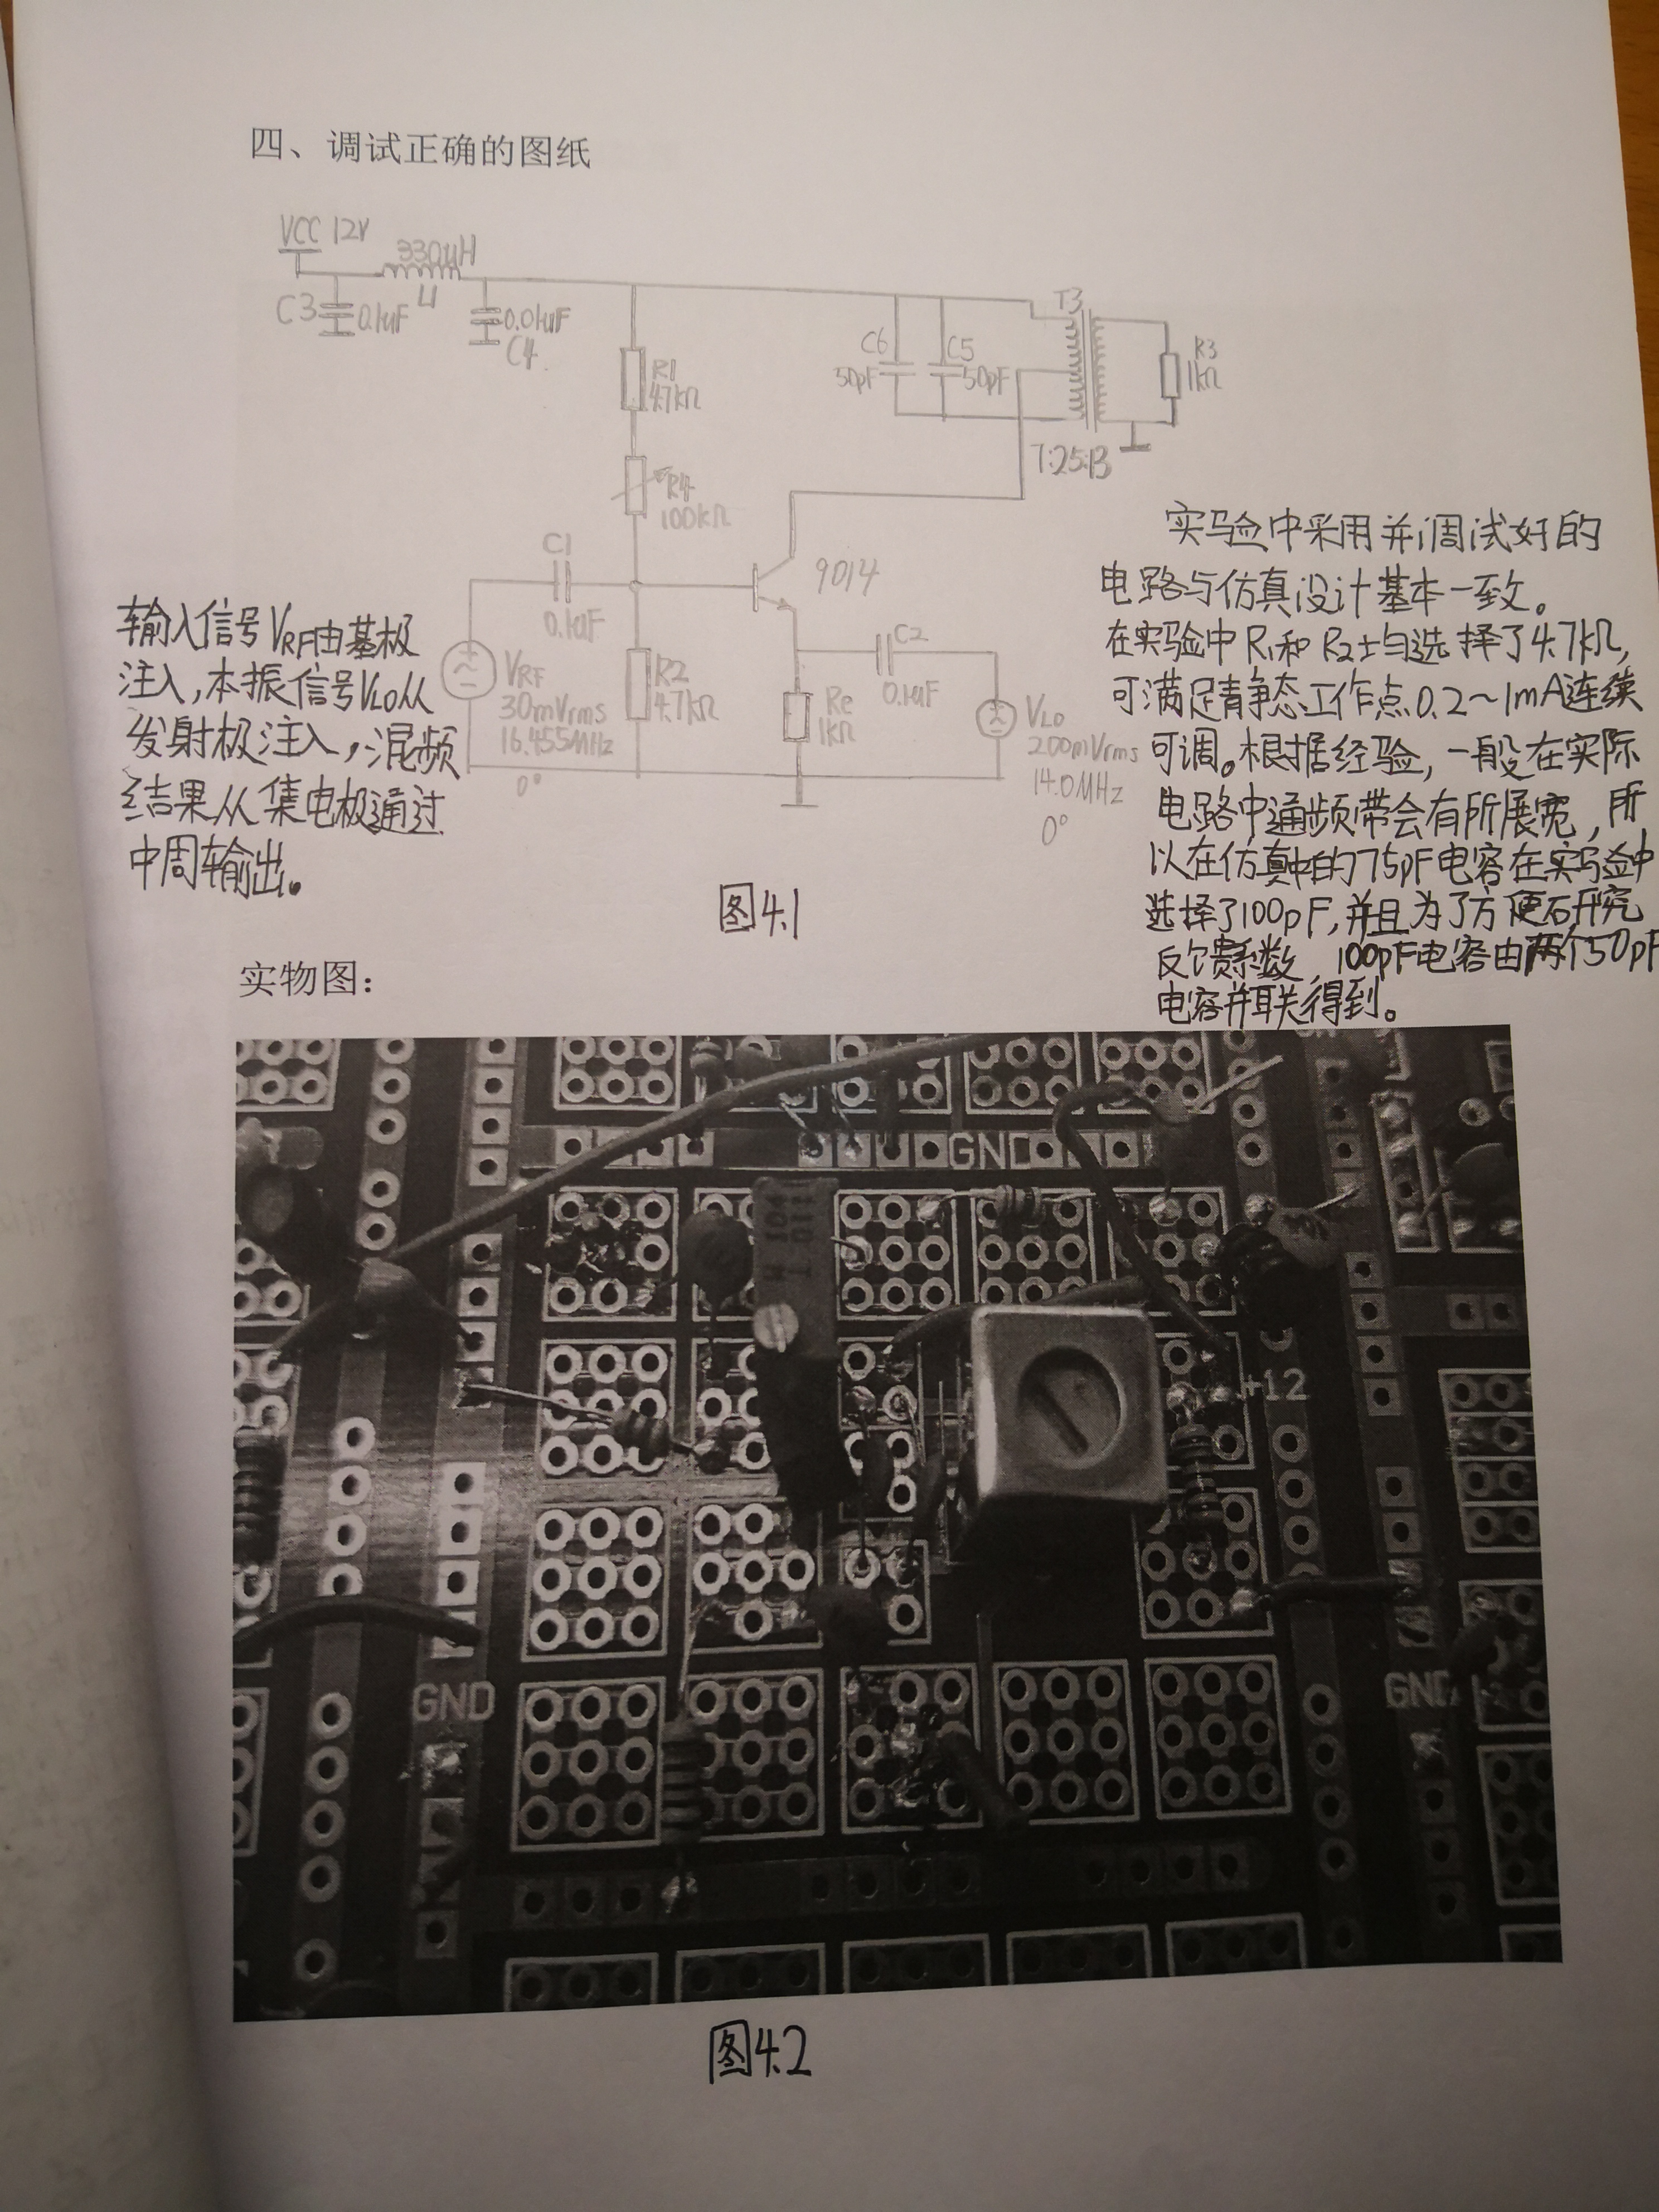 四、调试正确的图纸
VCC 12V
330μH
L1
C3
0.1uF
0.01uF
C4
R1
47kΩ
R4
100kΩ
C6
50pF
C5
50pF
T3
R3
1kΩ
7:25:13
C1
0.1uF
9014
VRF
30mVrms
16.455MHz
0°
R2
4.7kΩ
Re
1kΩ
C2
0.1uF
VLO
200mVrms
14.0MHz
0°
输入信号VRF由基极
注入,本振信号VLO从
发射极注入,混频
结果从集电极通过
中周输出。
实验中采用并调试好的
电路与仿真设计基本一致。
在实验中R1和R2均选择了4.7kΩ,
可满足静态工作点0.2~1mA连续
可调。根据经验,一般在实际
电路中通频带会有所展宽,所
以在仿真中的75pF电容在实验中
选择了100pF,并且为了方便研究
反馈系数,100pF电容由两个50pF
电容并联得到。
图4.1
实物图:
GND
104
+12
GND
GND
图4.2